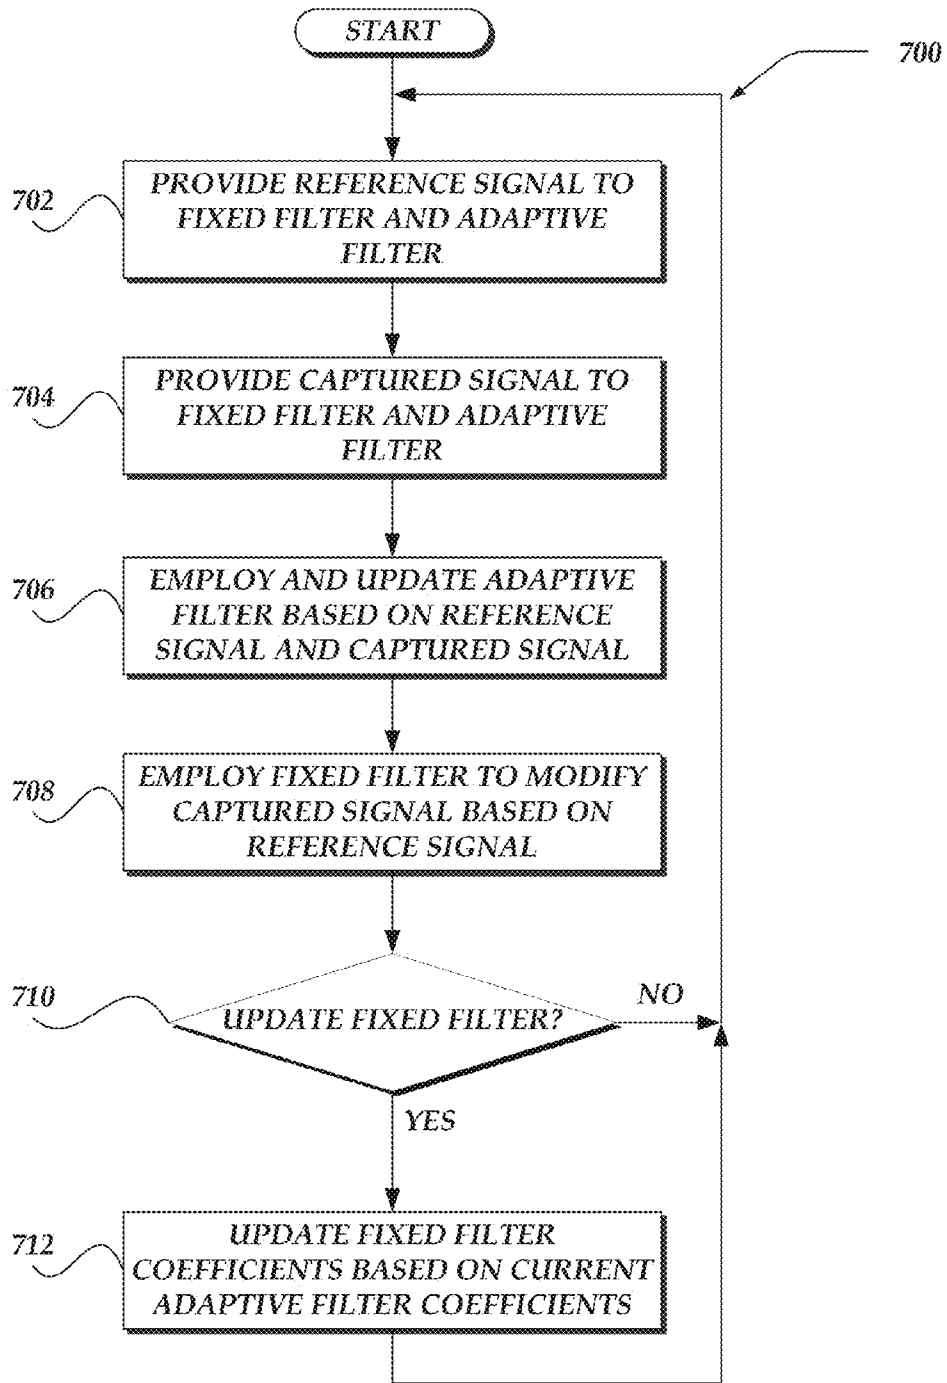 START
700
702
PROVIDE REFERENCE SIGNAL TO
FIXED FILTER AND ADAPTIVE
FILTER
704
PROVIDE CAPTURED SIGNAL TO
FIXED FILTER AND ADAPTIVE
FILTER
706
EMPLOY AND UPDATE ADAPTIVE
FILTER BASED ON REFERENCE
SIGNAL AND CAPTURED SIGNAL
708
EMPLOY FIXED FILTER TO MODIFY
CAPTURED SIGNAL BASED ON
REFERENCE SIGNAL
710
UPDATE FIXED FILTER?
NO
YES
712
UPDATE FIXED FILTER
COEFFICIENTS BASED ON CURRENT
ADAPTIVE FILTER COEFFICIENTS